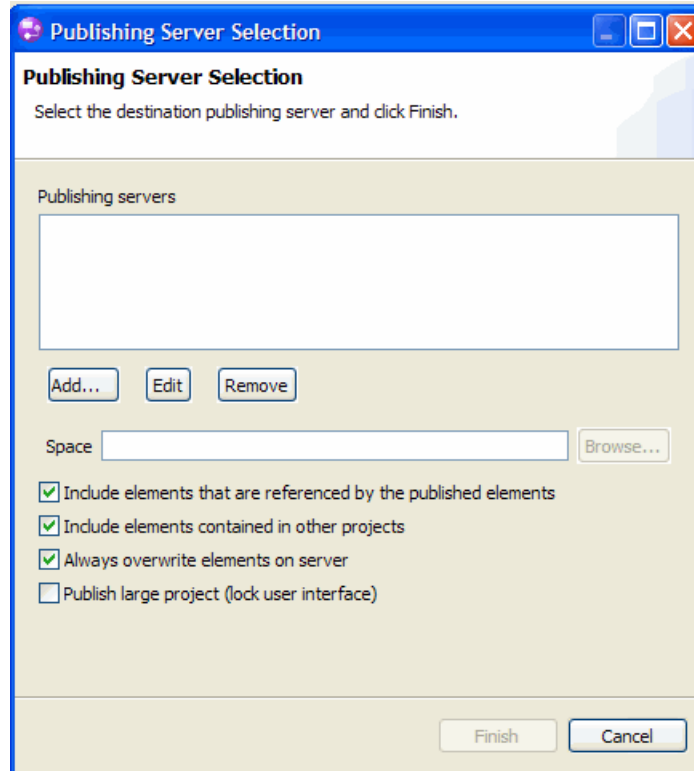 Publishing Server Selection
Publishing Server Selection
Select the destination publishing server and click Finish.
Publishing servers
Add... Edit Remove
Space Browse...
Include elements that are referenced by the published elements
Include elements contained in other projects
Always overwrite elements on server
Publish large project (lock user interface)
Finish Cancel